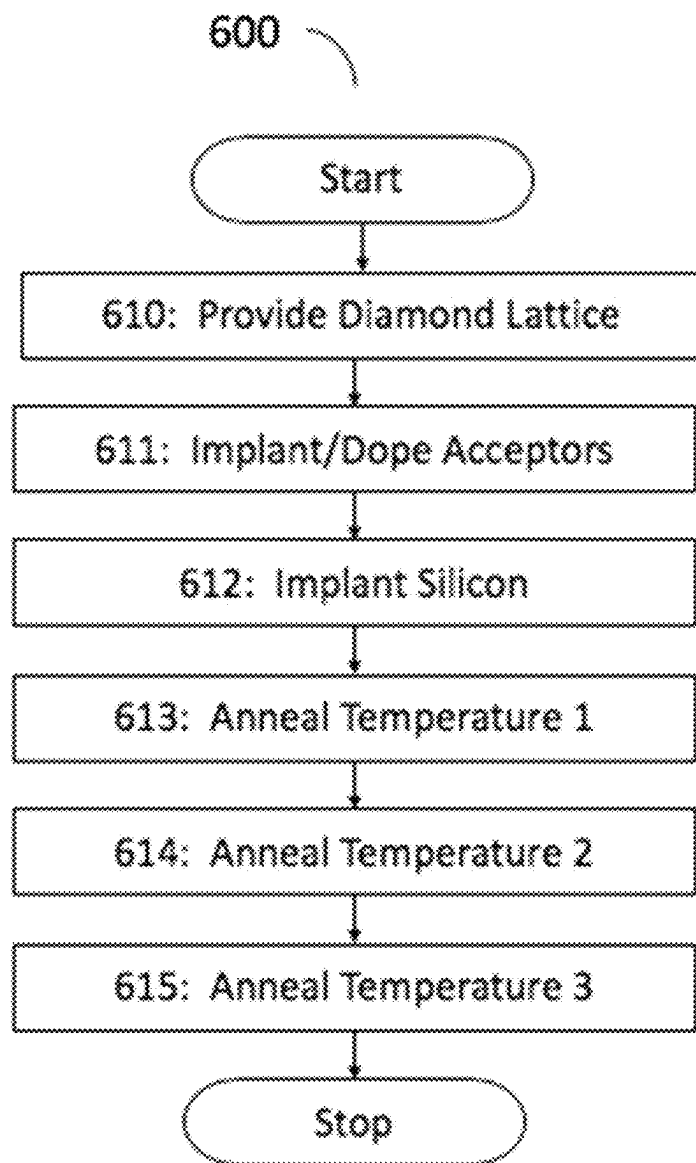 600
Start
610: Provide Diamond Lattice
611: Implant/Dope Acceptors
612: Implant Silicon
613: Anneal Temperature 1
614: Anneal Temperature 2
615: Anneal Temperature 3
Stop